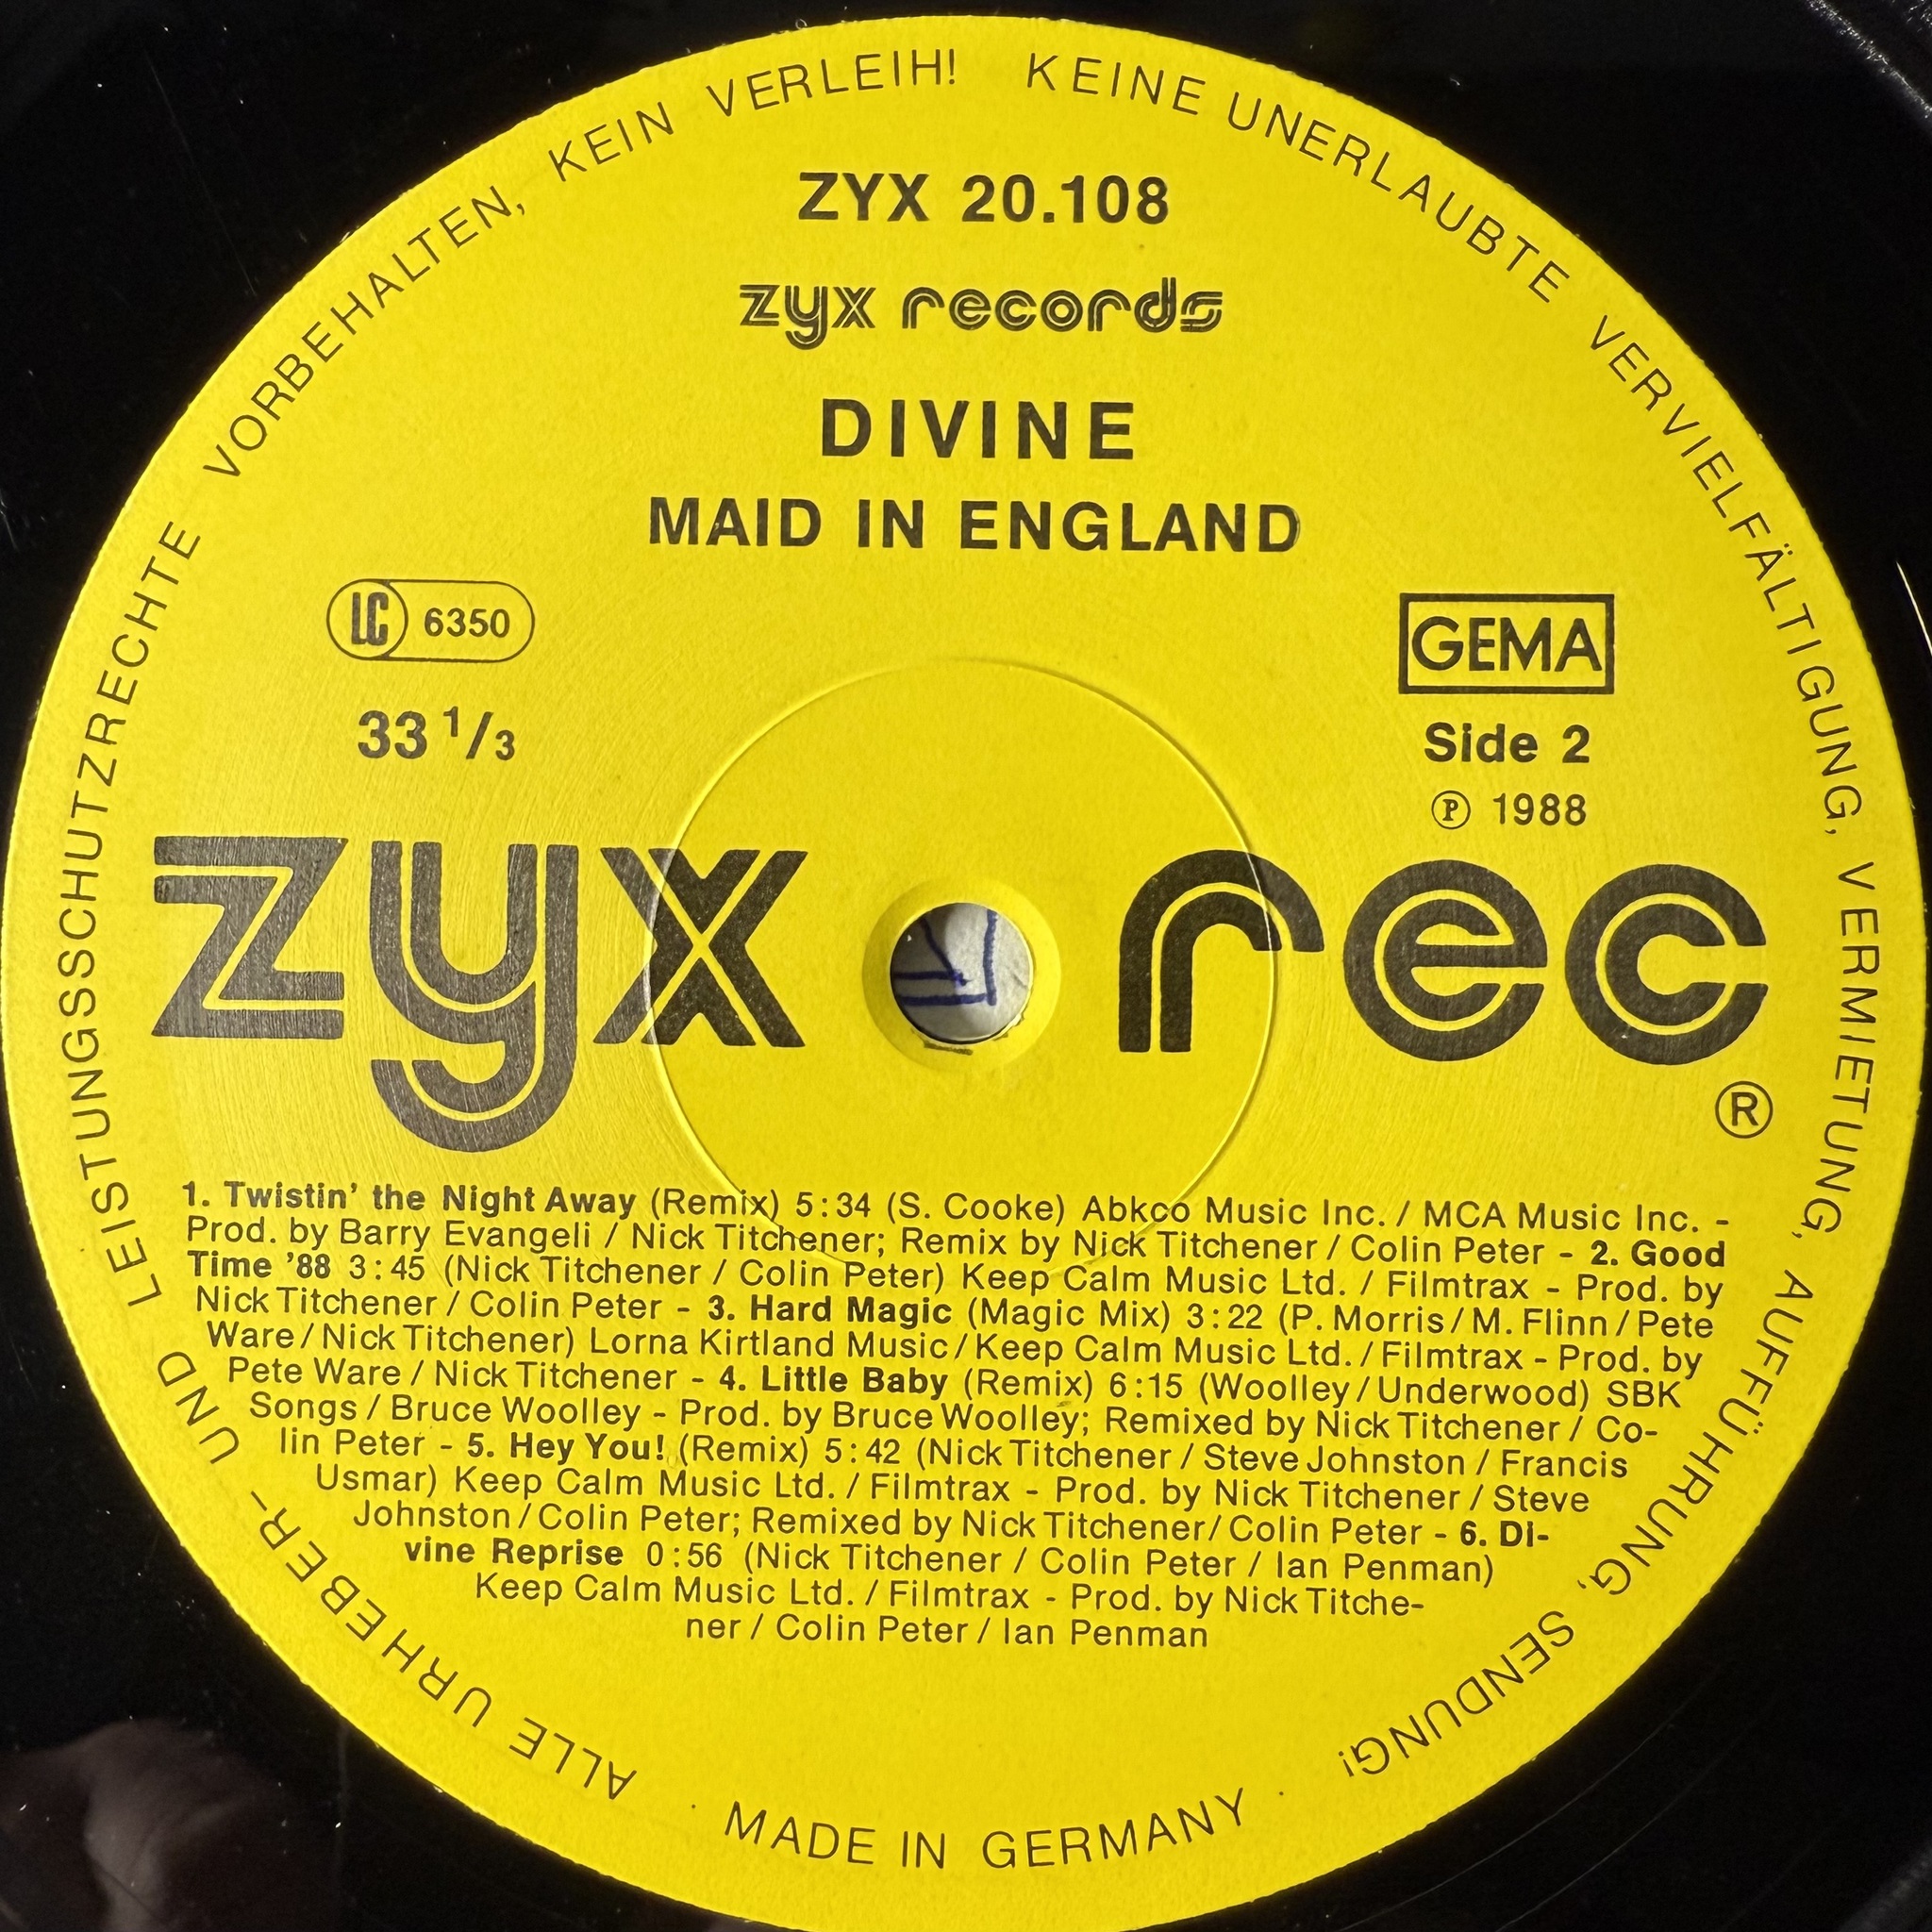 ALLE URHEBER- UND LEISTUNGSSCHUTZRECHTE VORBEHALTEN, KEIN VERLEIH! KEINE UNERLAUBTE VERVIELFÄLTIGUNG, VERMIETUNG, AUFFÜHRUNG, SENDUNG!
ZYX 20.108
zyx records
DIVINE
MAID IN ENGLAND
LC 6350
GEMA
33 1/3
Side 2
Ⓟ 1988
zyx rec
®
1. Twistin' the Night Away (Remix) 5:34 (S. Cooke) Abkco Music Inc. / MCA Music Inc. -
Prod. by Barry Evangeli / Nick Titchener; Remix by Nick Titchener / Colin Peter - 2. Good
Time '88 3:45 (Nick Titchener / Colin Peter) Keep Calm Music Ltd. / Filmtrax - Prod. by
Nick Titchener / Colin Peter - 3. Hard Magic (Magic Mix) 3:22 (P. Morris / M. Flinn / Pete
Ware / Nick Titchener) Lorna Kirtland Music / Keep Calm Music Ltd. / Filmtrax - Prod. by
Pete Ware / Nick Titchener - 4. Little Baby (Remix) 6:15 (Woolley / Underwood) SBK
Songs / Bruce Woolley - Prod. by Bruce Woolley; Remixed by Nick Titchener / Co-
lin Peter - 5. Hey You! (Remix) 5:42 (Nick Titchener / Steve Johnston / Francis
Usmar) Keep Calm Music Ltd. / Filmtrax - Prod. by Nick Titchener / Steve
Johnston / Colin Peter; Remixed by Nick Titchener / Colin Peter - 6. Di-
vine Reprise 0:56 (Nick Titchener / Colin Peter / Ian Penman)
Keep Calm Music Ltd. / Filmtrax - Prod. by Nick Titche-
ner / Colin Peter / Ian Penman
· MADE IN GERMANY ·